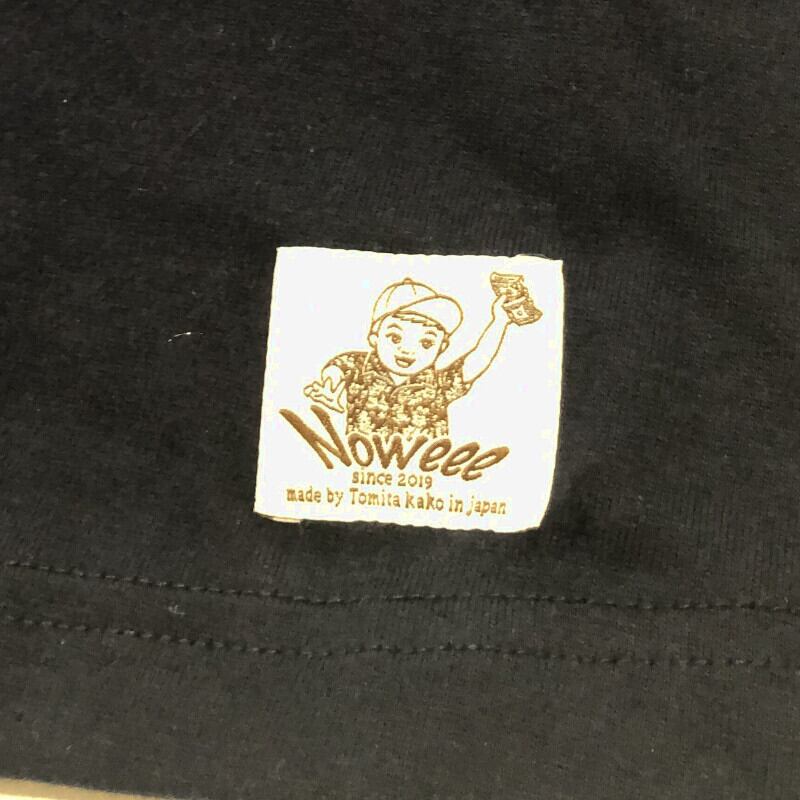 Noweee
since 2019
made by Tomita kako in japan